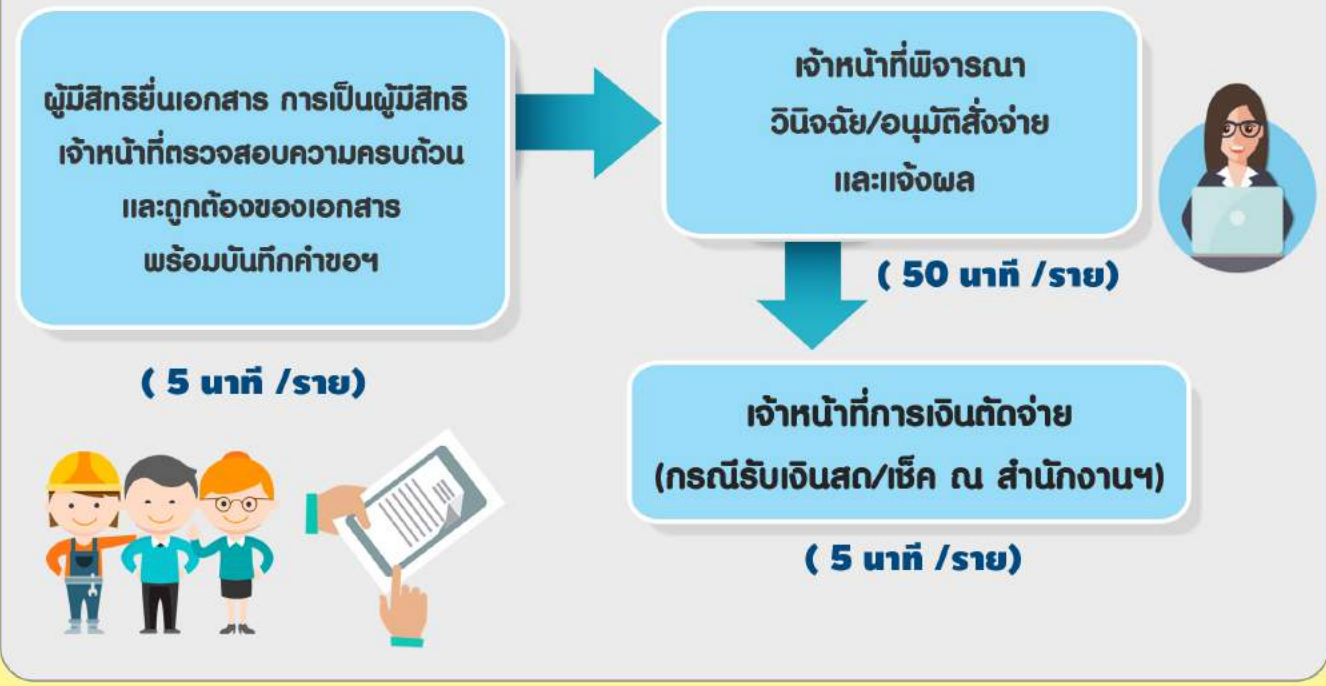 ผู้มีสิทธิยื่นเอกสาร การเป็นผู้มีสิทธิ
เจ้าหน้าที่ตรวจสอบความครบถ้วน
และถูกต้องของเอกสาร
พร้อมบันทึกคำขอฯ
( 5 นาที /ราย)
เจ้าหน้าที่พิจารณา
วินิจฉัย/อนุมัติสั่งจ่าย
และแจ้งผล
( 50 นาที /ราย)
เจ้าหน้าที่การเงินตัดจ่าย
(กรณีรับเงินสด/เช็ค ณ สำนักงานฯ)
( 5 นาที /ราย)